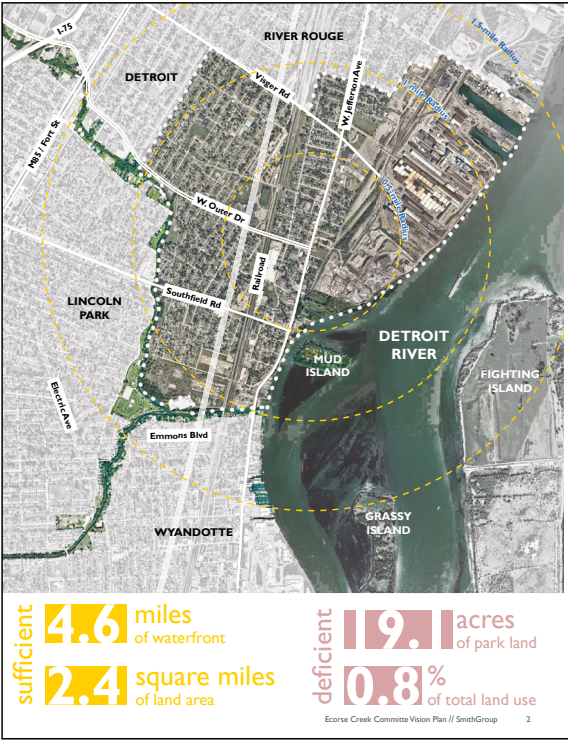 I-75
RIVER ROUGE
1.5-mile Radius
DETROIT
Visger Rd
W. Jefferson Ave
1-mile Radius
M85 / Fort St
0.5-mile Radius
W. Outer Dr
Railroad
Southfield Rd
LINCOLN
PARK
DETROIT
RIVER
MUD
ISLAND
FIGHTING
ISLAND
Electric Ave
Emmons Blvd
GRASSY
ISLAND
WYANDOTTE
sufficient
4.6 miles
of waterfront
2.4 square miles
of land area
deficient
19.1 acres
of park land
0.8 %
of total land use
Ecorse Creek Committe Vision Plan // SmithGroup 2